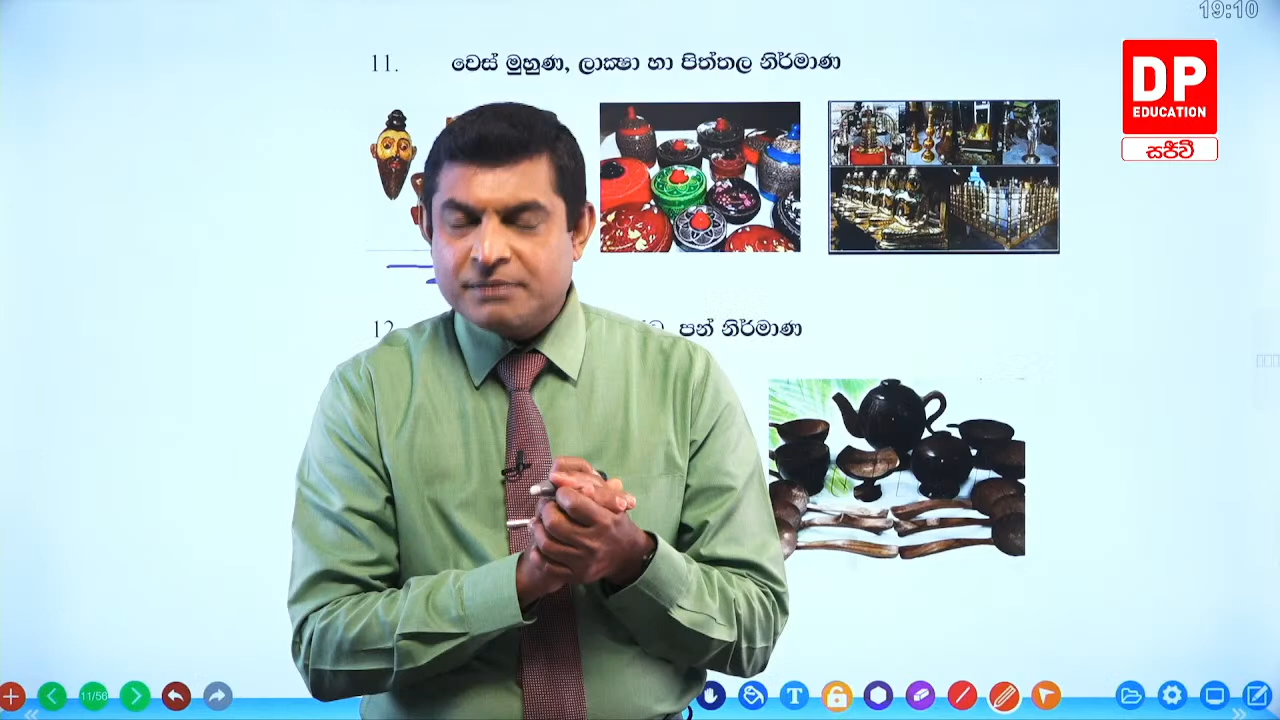 19:10
11. වෙස් මුහුණ, ලාක්‍ෂා හා පිත්තල නිර්මාණ
DP
EDUCATION
සජීවී
12
පන් නිර්මාණ
11/56